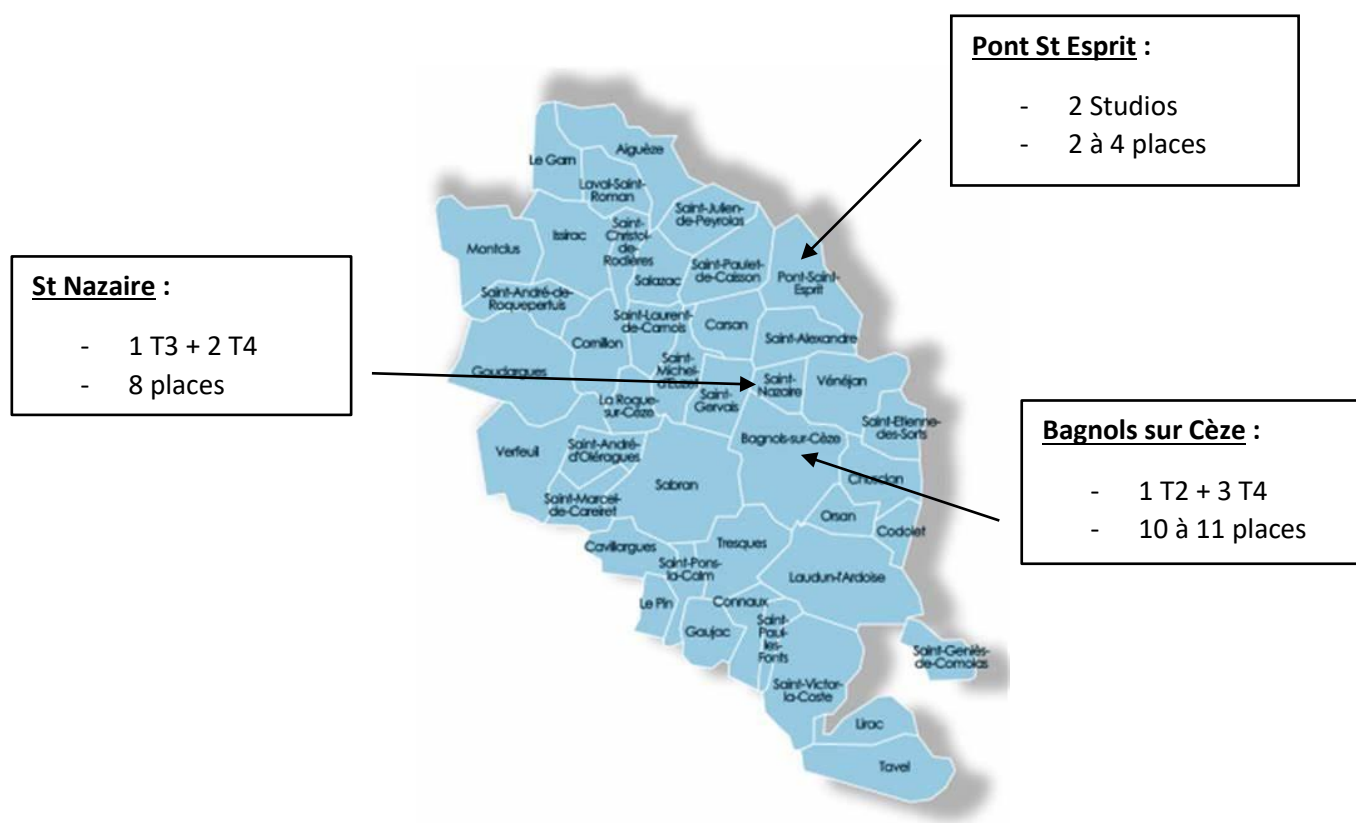 Pont St Esprit :
- 2 Studios
- 2 à 4 places
St Nazaire :
- 1 T3 + 2 T4
- 8 places
Bagnols sur Cèze :
- 1 T2 + 3 T4
- 10 à 11 places
Le Garn
Aiguèze
Laval-Saint-
Roman
Saint-Julien-
de-Peyrolas
Montclus
Issirac
Saint-
Christol-
de-
Rodières
Salazac
Saint-Paulet-
de-Caisson
Pont-Saint-
Esprit
Saint-André-de-
Roquepertuis
Saint-Laurent-
de-Carnols
Carsan
Saint-Alexandre
Cornillon
Goudargues
Saint-
Michel-
d'Euzet
Saint-
Gervais
Saint-
Nazaire
Vénéjan
La Roque-
sur-Cèze
Saint-Etienne-
des-Sorts
Verfeuil
Saint-André-
d'Olérargues
Bagnols-sur-Cèze
Sabran
Chusclan
Saint-Marcel-
de-Careiret
Orsan
Codolet
Cavillargues
Tresques
Saint-Pons-
la-Calm
Laudun-l'Ardoise
Le Pin
Connaux
Gaujac
Saint-
Paul-
les-
Fonts
Saint-Geniès-
de-Comolas
Saint-Victor-
la-Coste
Lirac
Tavel